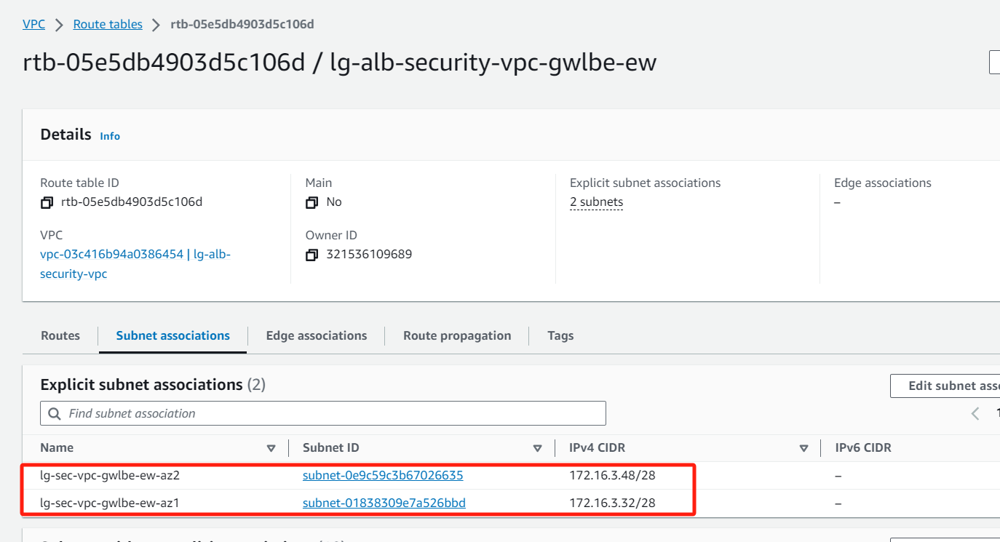 VPC > Route tables > rtb-05e5db4903d5c106d
rtb-05e5db4903d5c106d / lg-alb-security-vpc-gwlbe-ew
Details Info
Route table ID
rtb-05e5db4903d5c106d
Main
No
Explicit subnet associations
2 subnets
Edge associations
–
VPC
vpc-03c416b94a0386454 | lg-alb-
security-vpc
Owner ID
321536109689
Routes
Subnet associations
Edge associations
Route propagation
Tags
Explicit subnet associations (2)
Edit subnet asso
Find subnet association
Name Subnet ID IPv4 CIDR IPv6 CIDR
lg-sec-vpc-gwlbe-ew-az2 subnet-0e9c59c3b67026635 172.16.3.48/28 –
lg-sec-vpc-gwlbe-ew-az1 subnet-01838309e7a526bbd 172.16.3.32/28 –